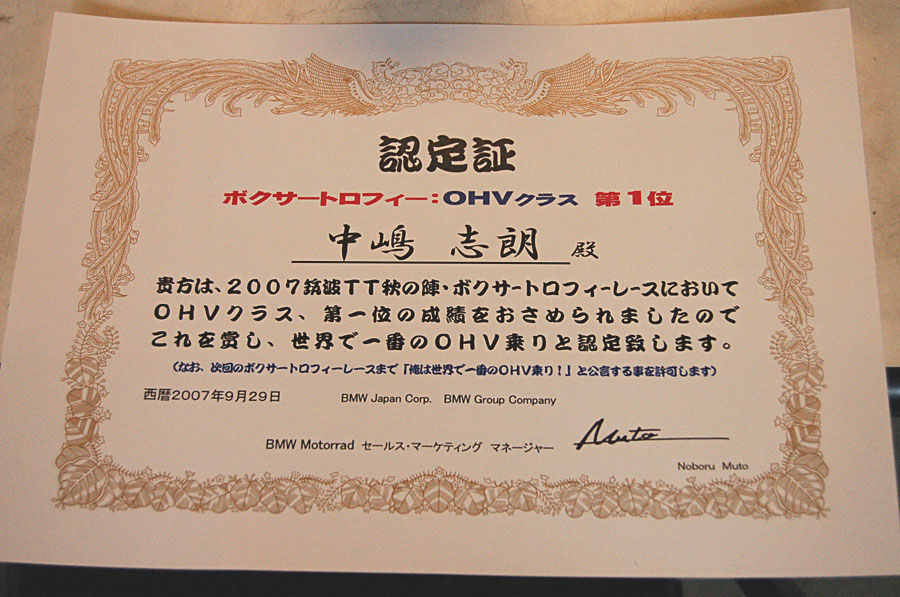 認定証
ボクサートロフィー：OHVクラス 第1位
中嶋 志朗 殿
貴方は、２００７筑波ＴＴ秋の陣・ボクサートロフィーレースにおいて
ＯＨＶクラス、第一位の成績をおさめられましたので
これを賞し、世界で一番のＯＨＶ乗りと認定致します。
（なお、次回のボクサートロフィーレースまで「俺は世界で一番のＯＨＶ乗り！」と公言する事を許可します）
西暦2007年9月29日 BMW Japan Corp. BMW Group Company
BMW Motorrad セールス・マーケティング マネージャー Muto
Noboru Muto